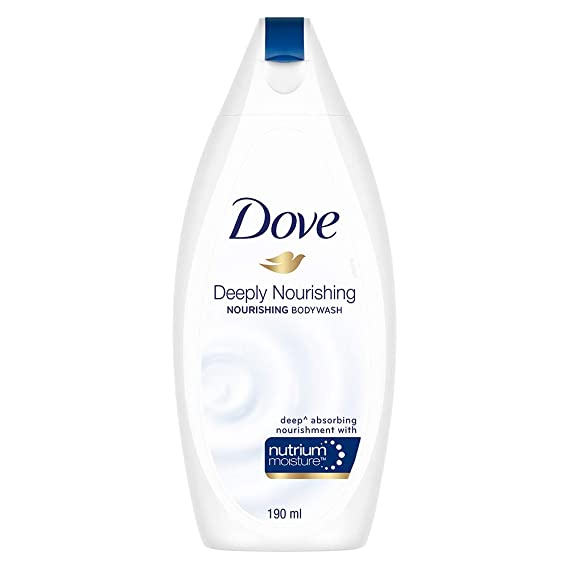 Dove
Deeply Nourishing
NOURISHING BODYWASH
deep^ absorbing
nourishment with
nutrium
moisture™
190 ml